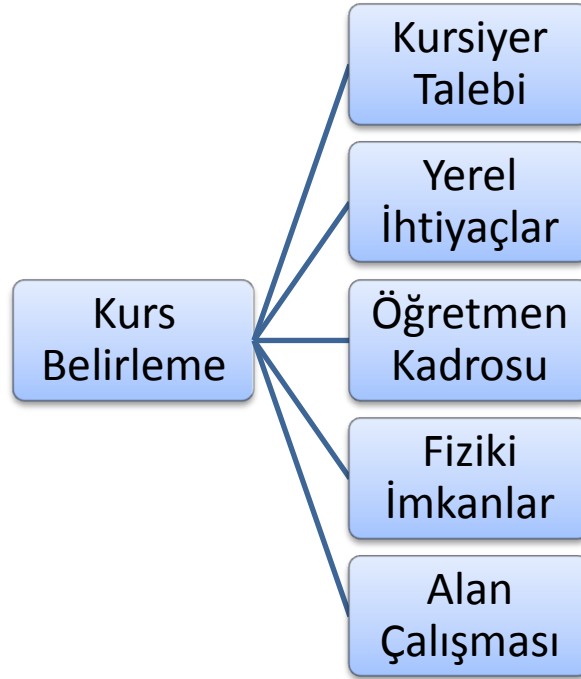 Kursiyer
Talebi
Yerel
İhtiyaçlar
Kurs
Belirleme
Öğretmen
Kadrosu
Fiziki
İmkanlar
Alan
Çalışması